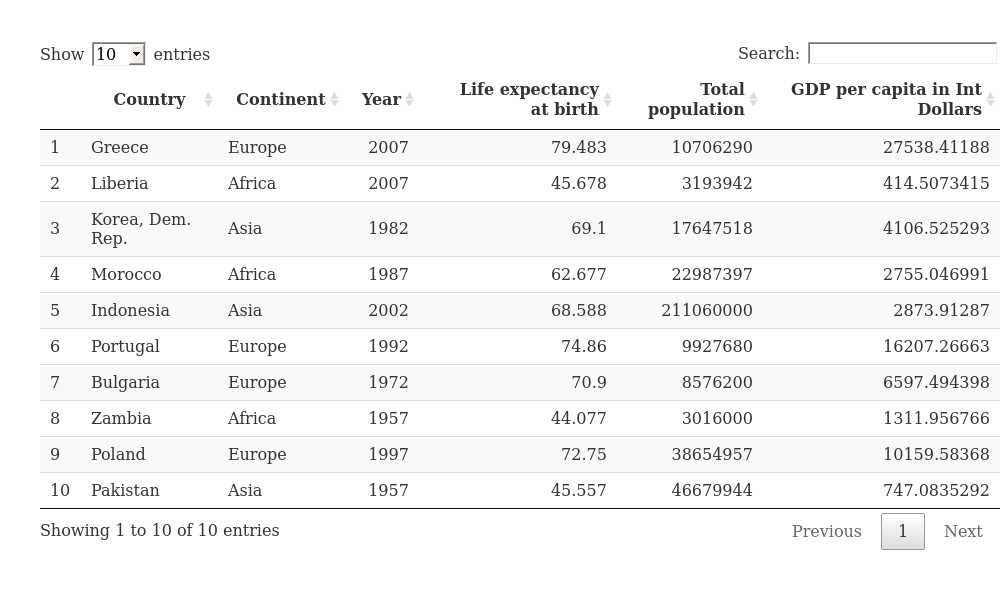 Show 10 entries Search:
Country Continent Year Life expectancy at birth Total population GDP per capita in Int Dollars
1 Greece Europe 2007 79.483 10706290 27538.41188
2 Liberia Africa 2007 45.678 3193942 414.5073415
3 Korea, Dem. Rep. Asia 1982 69.1 17647518 4106.525293
4 Morocco Africa 1987 62.677 22987397 2755.046991
5 Indonesia Asia 2002 68.588 211060000 2873.91287
6 Portugal Europe 1992 74.86 9927680 16207.26663
7 Bulgaria Europe 1972 70.9 8576200 6597.494398
8 Zambia Africa 1957 44.077 3016000 1311.956766
9 Poland Europe 1997 72.75 38654957 10159.58368
10 Pakistan Asia 1957 45.557 46679944 747.0835292
Showing 1 to 10 of 10 entries Previous 1 Next